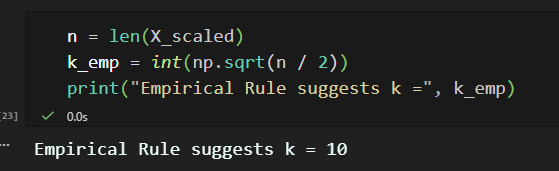 n = len(X_scaled)
k_emp = int(np.sqrt(n / 2))
print("Empirical Rule suggests k =", k_emp)
[23]
0.0s
...
Empirical Rule suggests k = 10